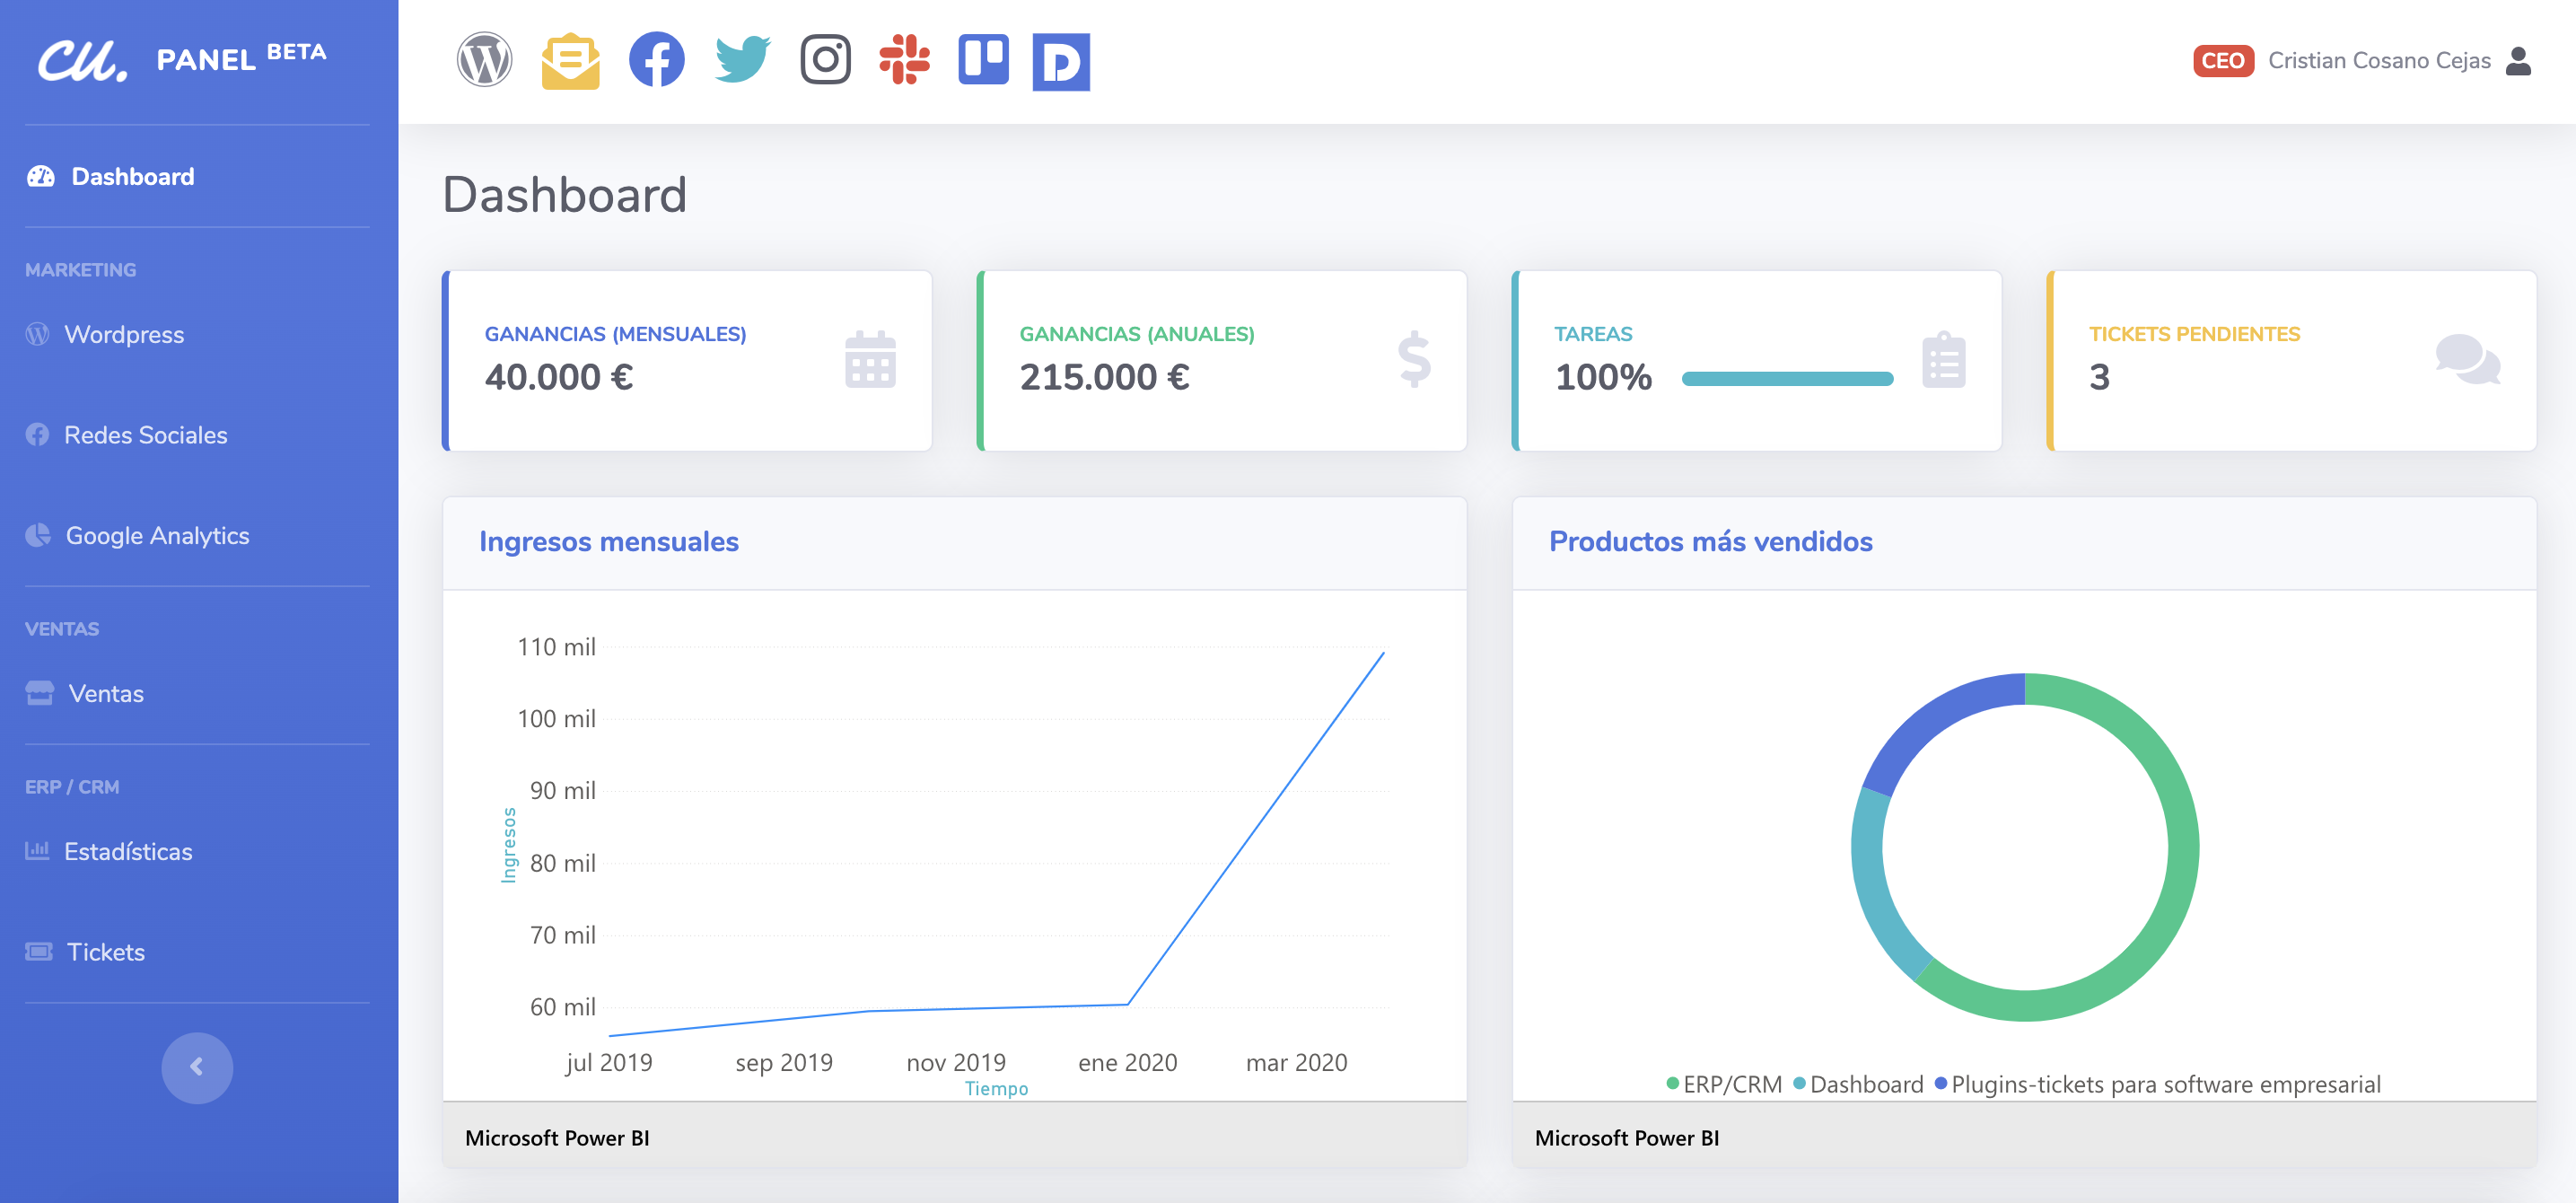 cu. PANEL BETA
CEO Cristian Cosano Cejas
Dashboard
MARKETING
Wordpress
Redes Sociales
Google Analytics
VENTAS
Ventas
ERP / CRM
Estadísticas
Tickets
Dashboard
GANANCIAS (MENSUALES)
40.000 €
GANANCIAS (ANUALES)
215.000 €
TAREAS
100%
TICKETS PENDIENTES
3
Ingresos mensuales
110 mil
100 mil
90 mil
80 mil
70 mil
60 mil
Ingresos
jul 2019 sep 2019 nov 2019 ene 2020 mar 2020
Tiempo
Microsoft Power BI
Productos más vendidos
ERP/CRM Dashboard Plugins-tickets para software empresarial
Microsoft Power BI